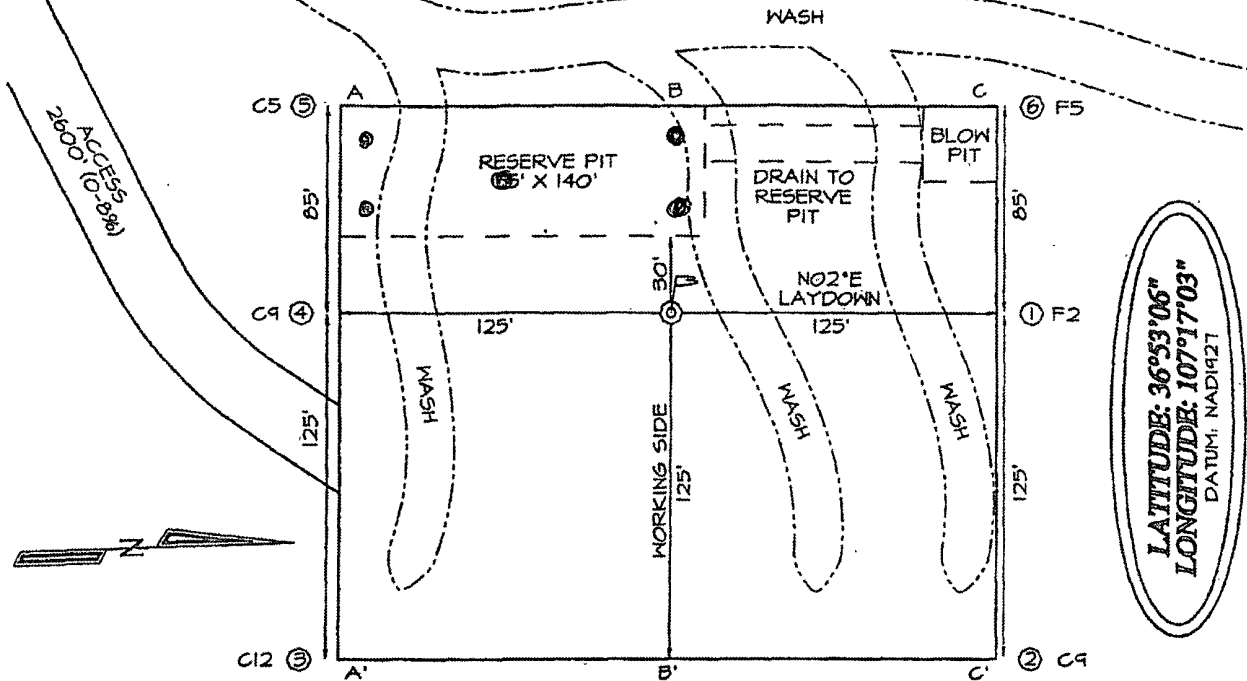 WASH
A
B
C
C5 ⑤
⑥ F5
ACCESS
2600' (0-8%)
RESERVE PIT
X 140'
BLOW
PIT
DRAIN TO
RESERVE
PIT
85'
85'
30'
N02°E
LAYDOWN
C9 ④
125'
125'
① F2
WASH
WASH
WASH
125'
WORKING SIDE
125'
125'
N
C12 ③
② C9
A'
B'
C'
LATITUDE: 36°53'06"
LONGITUDE: 107°17'03"
DATUM: NAD1927